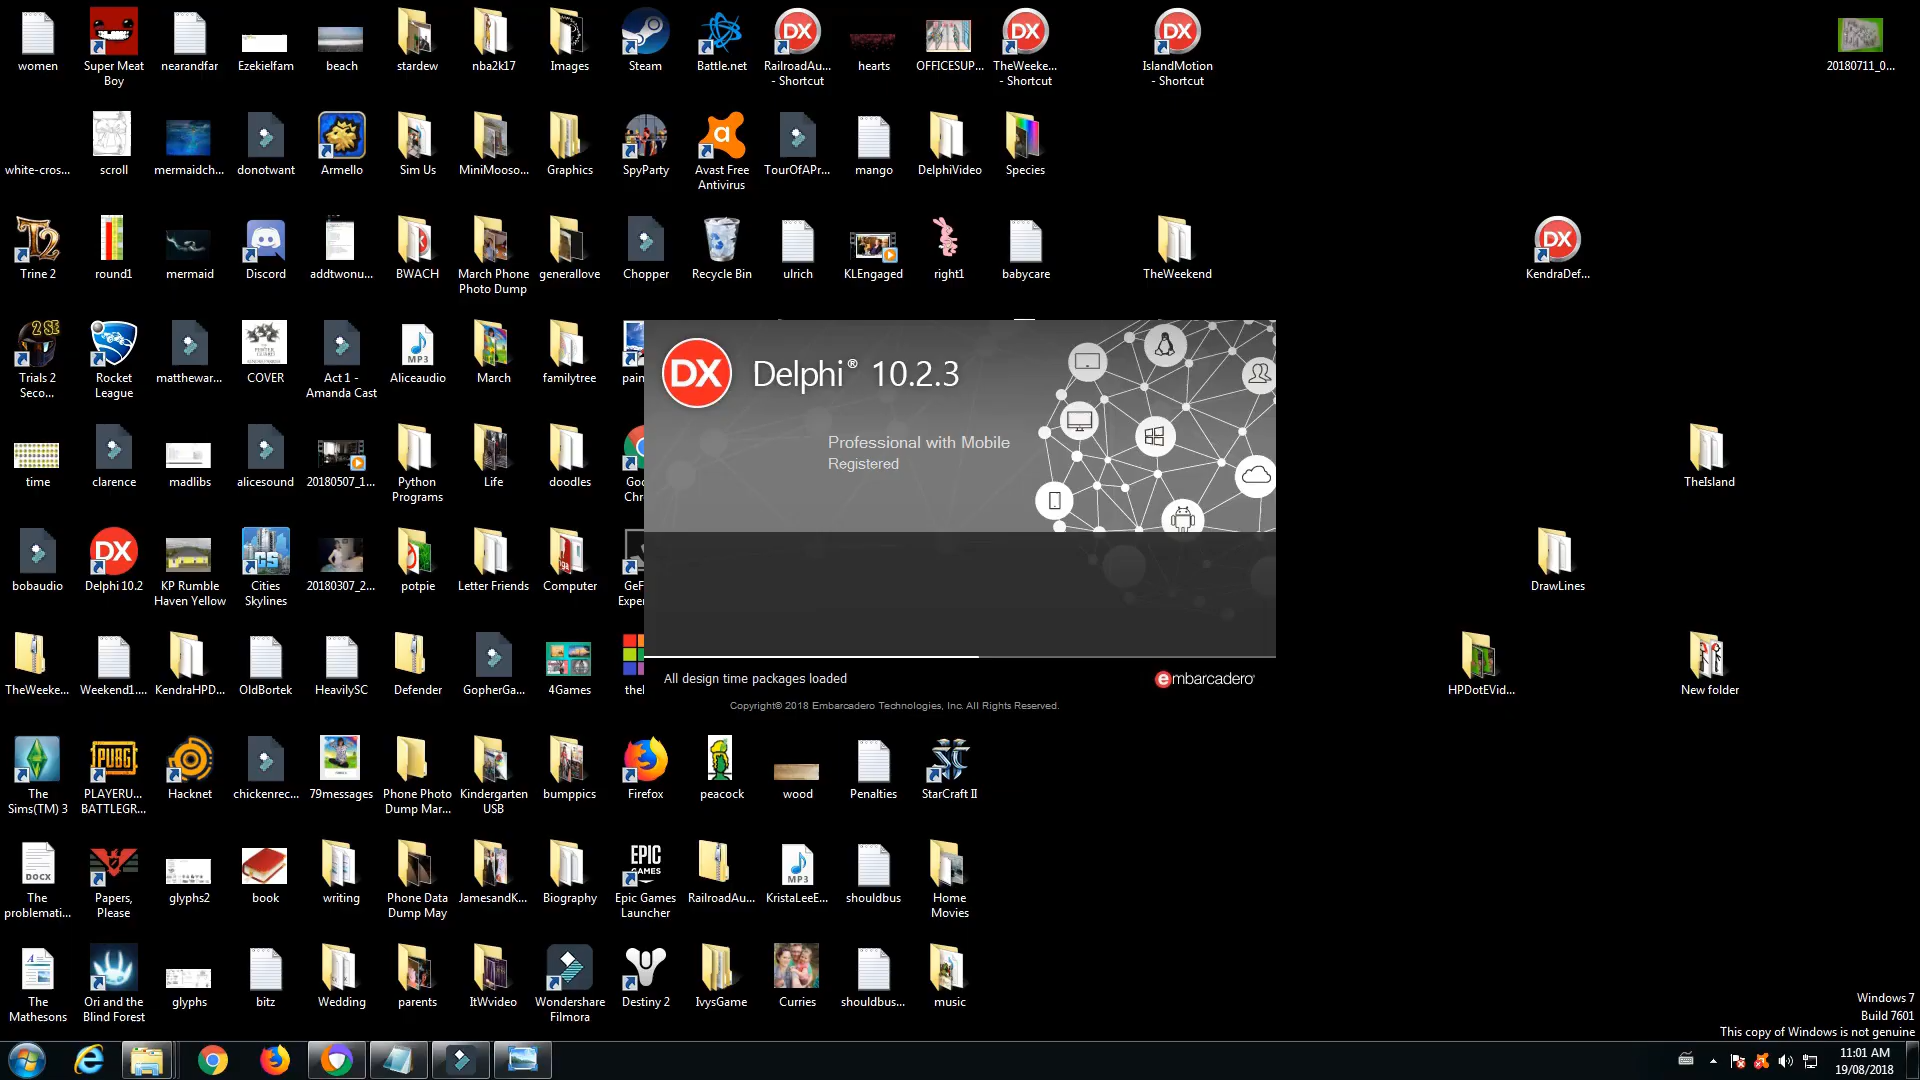 women
Super Meat
Boy
nearandfar
Ezekielfam
beach
stardew
nba2k17
Images
Steam
Battle.net
RailroadAu...
- Shortcut
hearts
OFFICESUP...
TheWeeke...
- Shortcut
IslandMotion
- Shortcut
20180711_0...
white-cros...
scroll
mermaidch...
donotwant
Armello
Sim Us
MiniMooso...
Graphics
SpyParty
Avast Free
Antivirus
TourOfAPr...
mango
DelphiVideo
Species
Trine 2
round1
mermaid
Discord
addtwonu...
BWACH
March Phone
Photo Dump
generallove
Chopper
Recycle Bin
ulrich
KLEngaged
right1
babycare
TheWeekend
KendraDef...
Trials 2
Seco...
Rocket
League
matthewar...
COVER
Act 1 -
Amanda Cast
Aliceaudio
March
familytree
pain
DX Delphi® 10.2.3
Professional with Mobile
Registered
All design time packages loaded
embarcadero
Copyright© 2018 Embarcadero Technologies, Inc. All Rights Reserved.
time
clarence
madlibs
alicesound
20180507_1...
Python
Programs
Life
doodles
Goo
Chr
TheIsland
bobaudio
Delphi 10.2
KP Rumble
Haven Yellow
Cities
Skylines
20180307_2...
potpie
Letter Friends
Computer
GeF
Exper
DrawLines
TheWeeke...
Weekend1....
KendraHPD...
OldBortek
HeavilySC
Defender
GopherGa...
4Games
thel
HPDotEVid...
New folder
The
Sims(TM) 3
PLAYERU...
BATTLEGR...
Hacknet
chickenrec...
79messages
Phone Photo
Dump Mar...
Kindergarten
USB
bumppics
Firefox
peacock
wood
Penalties
StarCraft II
The
problemati...
Papers,
Please
glyphs2
book
writing
Phone Data
Dump May
JamesandK...
Biography
EPIC
GAMES
Epic Games
Launcher
RailroadAu...
KristaLeeE...
shouldbus
Home
Movies
The
Mathesons
Ori and the
Blind Forest
glyphs
bitz
Wedding
parents
ItWvideo
Wondershare
Filmora
Destiny 2
IvysGame
Curries
shouldbus...
music
Windows 7
Build 7601
This copy of Windows is not genuine
11:01 AM
19/08/2018